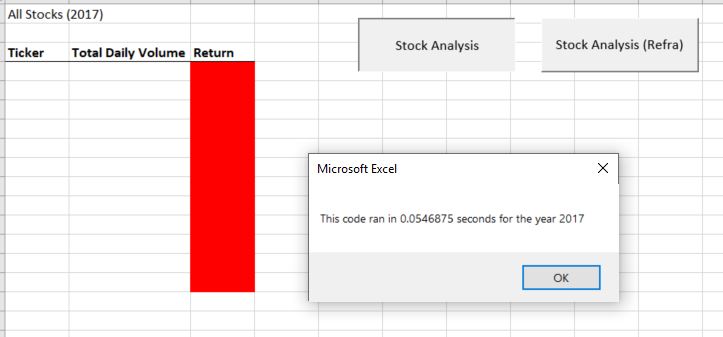 All Stocks (2017)
Stock Analysis
Stock Analysis (Refra)
Ticker Total Daily Volume Return
Microsoft Excel
This code ran in 0.0546875 seconds for the year 2017
OK